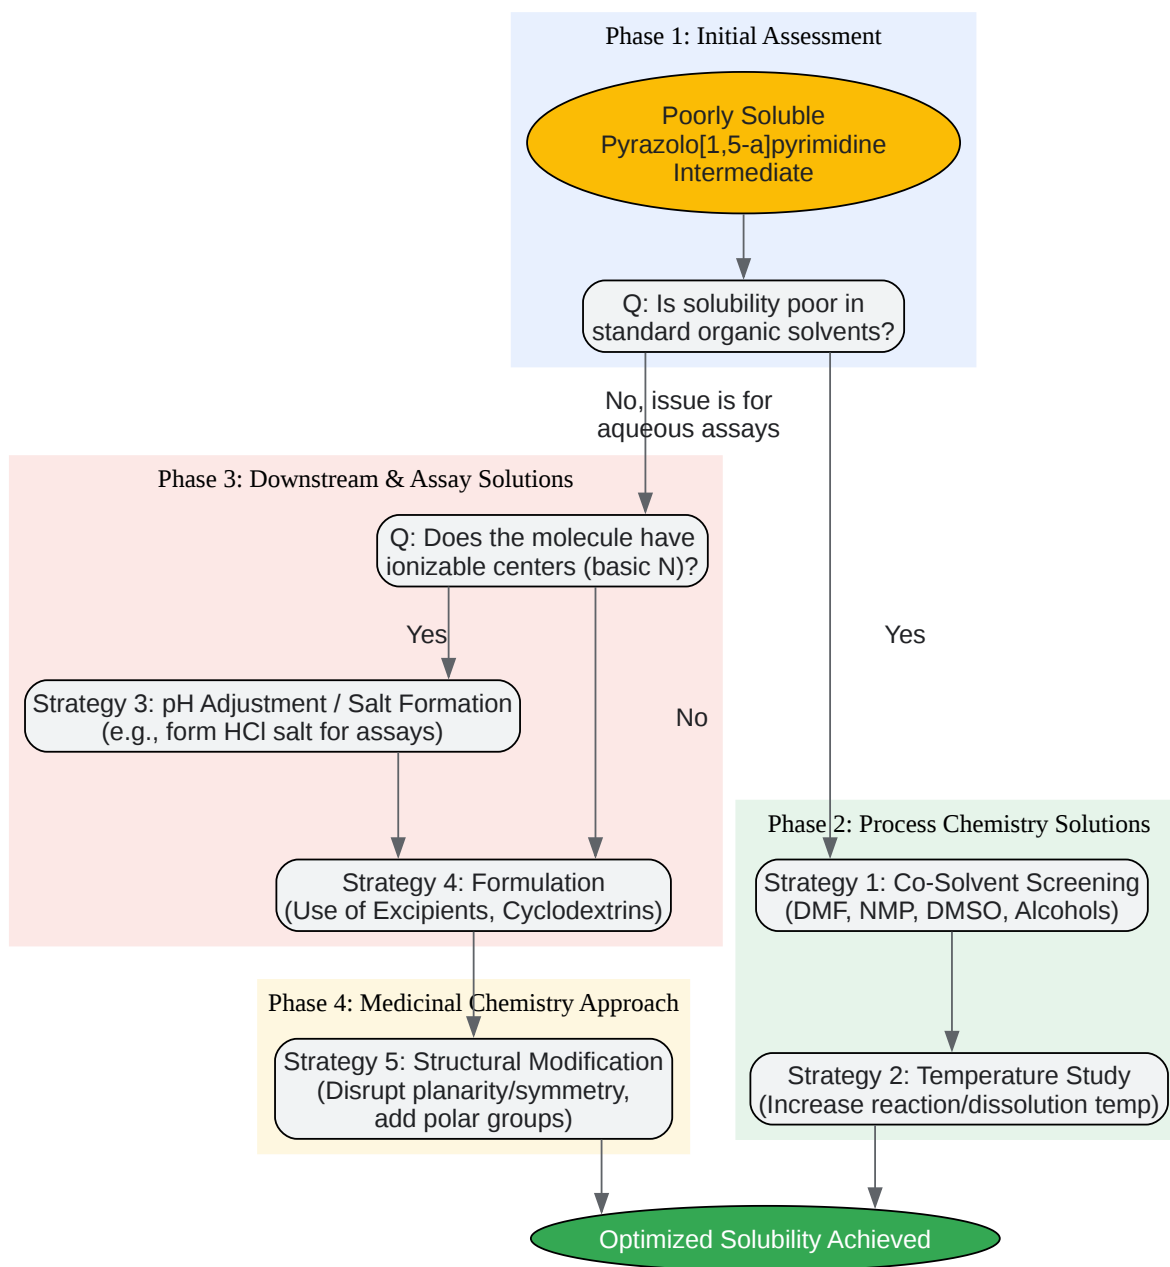 Phase 1: Initial Assessment
Poorly Soluble
Pyrazolo[1,5-a]pyrimidine
Intermediate
Q: Is solubility poor in
standard organic solvents?
No, issue is for
aqueous assays
Phase 3: Downstream & Assay Solutions
Q: Does the molecule have
ionizable centers (basic N)?
Yes
Yes
Strategy 3: pH Adjustment / Salt Formation
(e.g., form HCl salt for assays)
No
Phase 2: Process Chemistry Solutions
Strategy 4: Formulation
(Use of Excipients, Cyclodextrins)
Strategy 1: Co-Solvent Screening
(DMF, NMP, DMSO, Alcohols)
Phase 4: Medicinal Chemistry Approach
Strategy 5: Structural Modification
(Disrupt planarity/symmetry,
add polar groups)
Strategy 2: Temperature Study
(Increase reaction/dissolution temp)
Optimized Solubility Achieved